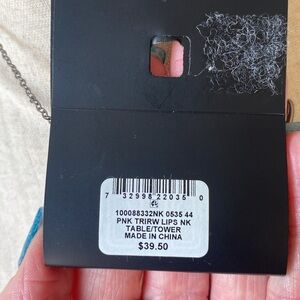 7 32998 22035 0
100088332NK 0535 44
PNK TRIRW LIPS NK
TABLE/TOWER
MADE IN CHINA
$39.50